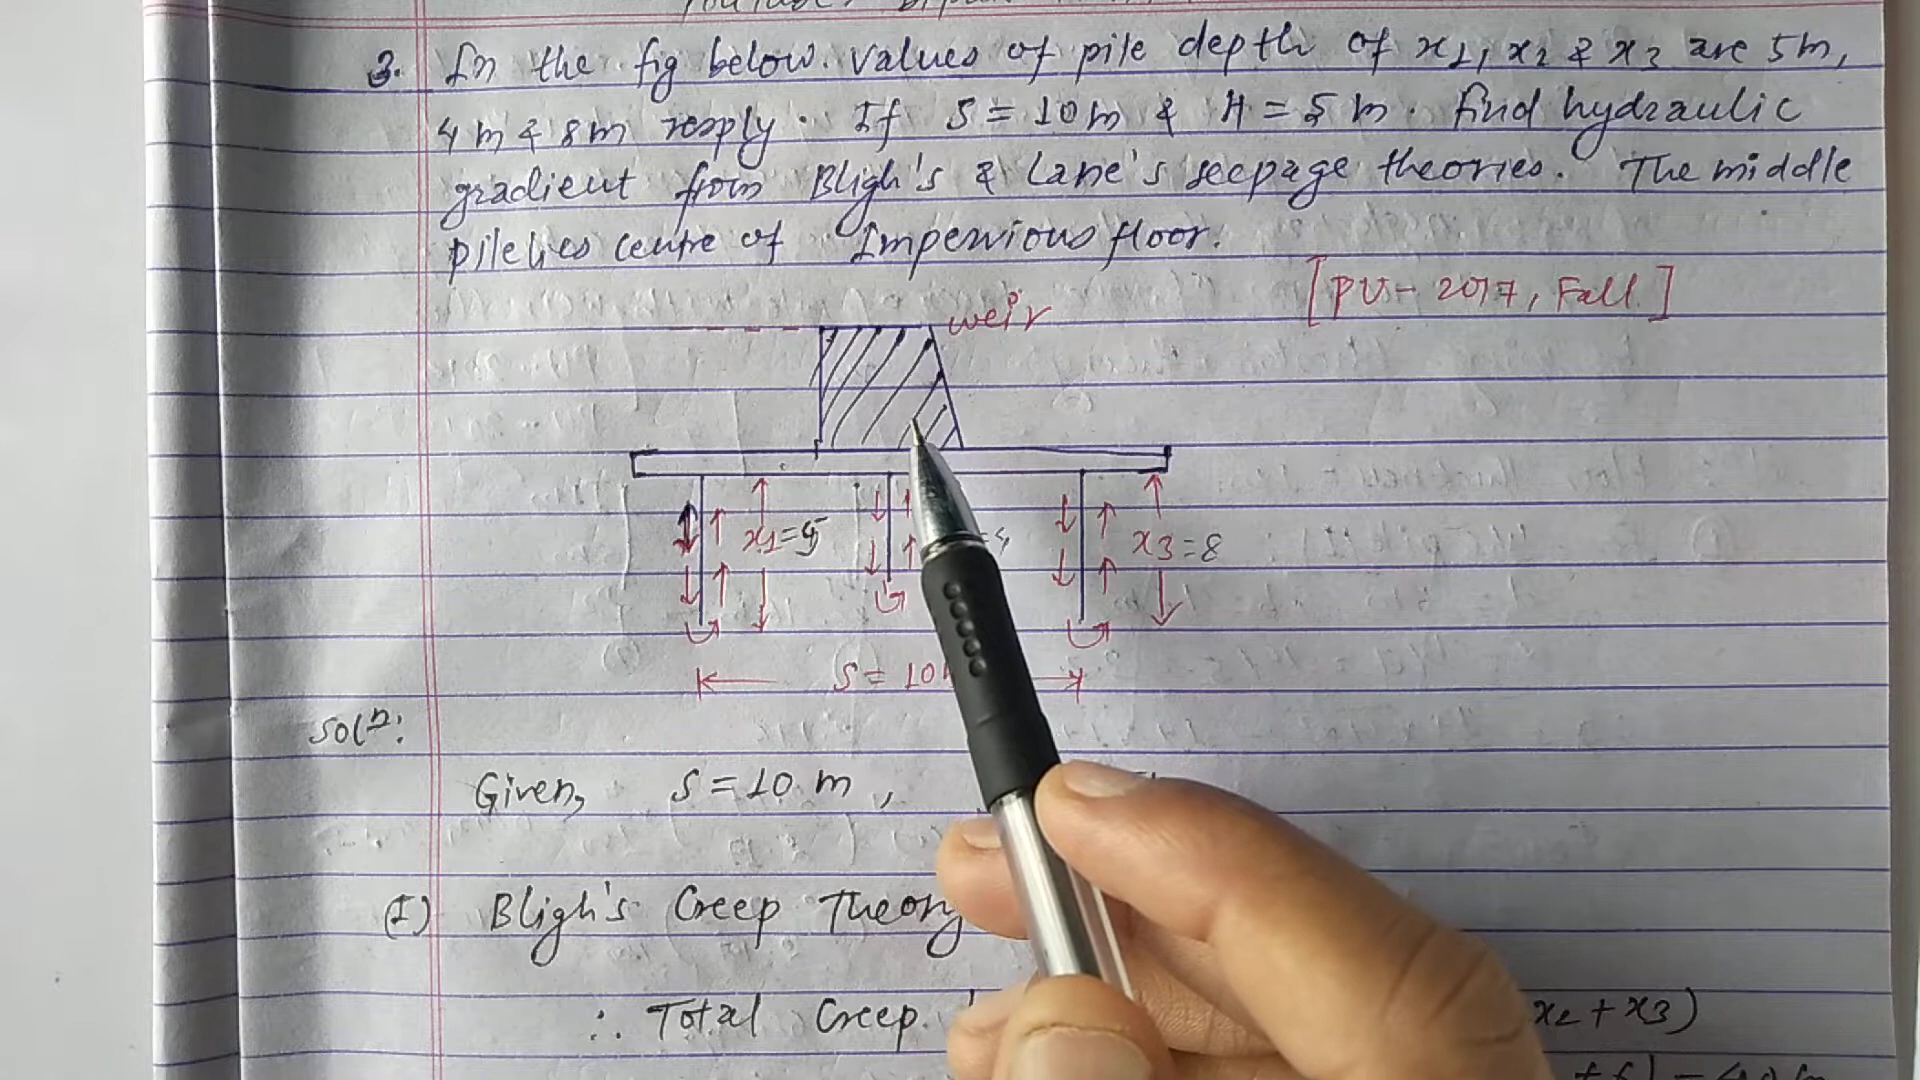 3. In the fig below. values of pile depth of x1, x2 & x3 are 5m,
4m & 8m resply. If S = 10m & H = 5m. find hydraulic
gradient from Bligh's & Lane's seepage theories. The middle
pile lies centre of Impervious floor.
[PU- 2017, Fall]
weir
x1=5
x3=8
S= 10
Soln:
Given, S=10 m,
(I) Bligh's Creep Theory
∴ Total Creep x2+x3)